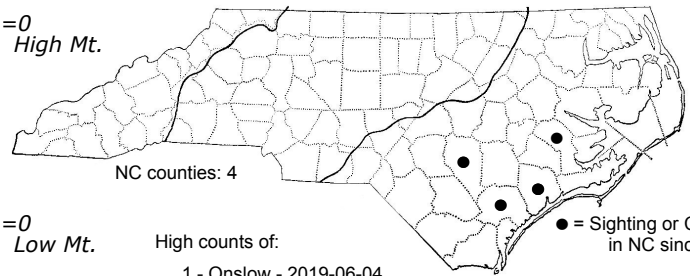 =0
High Mt.
NC counties: 4
=0
Low Mt.
High counts of:
● = Sighting or
in NC sinc
1 - Onslow - 2019-06-04